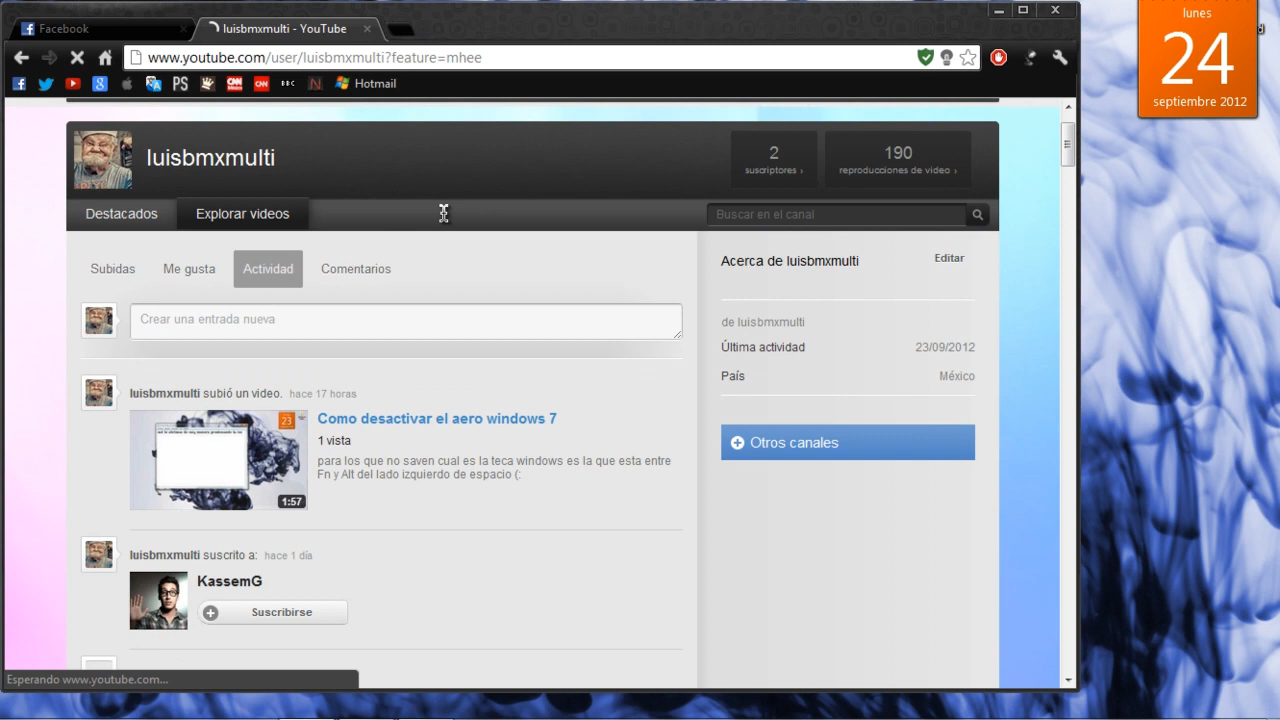 Facebook
luisbmxmulti - YouTube
www.youtube.com/user/luisbmxmulti?feature=mhee
PS
CNN
CNN
BBC
N
Hotmail
lunes
24
septiembre 2012
luisbmxmulti
2
suscriptores ›
190
reproducciones de video ›
Destacados
Explorar videos
Buscar en el canal
Subidas
Me gusta
Actividad
Comentarios
Crear una entrada nueva
luisbmxmulti subió un video. hace 17 horas
23
Como desactivar el aero windows 7
1 vista
para los que no saven cual es la teca windows es la que esta entre
Fn y Alt del lado izquierdo de espacio (:
1:57
luisbmxmulti suscrito a: hace 1 día
KassemG
Suscribirse
Acerca de luisbmxmulti
Editar
de luisbmxmulti
Última actividad
23/09/2012
País
México
Otros canales
Esperando www.youtube.com...